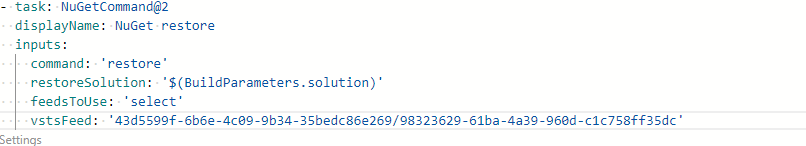 - task: NuGetCommand@2
  displayName: NuGet restore
  inputs:
    command: 'restore'
    restoreSolution: '$(BuildParameters.solution)'
    feedsToUse: 'select'
    vstsFeed: '43d5599f-6b6e-4c09-9b34-35bedc86e269/98323629-61ba-4a39-960d-c1c758ff35dc'
Settings